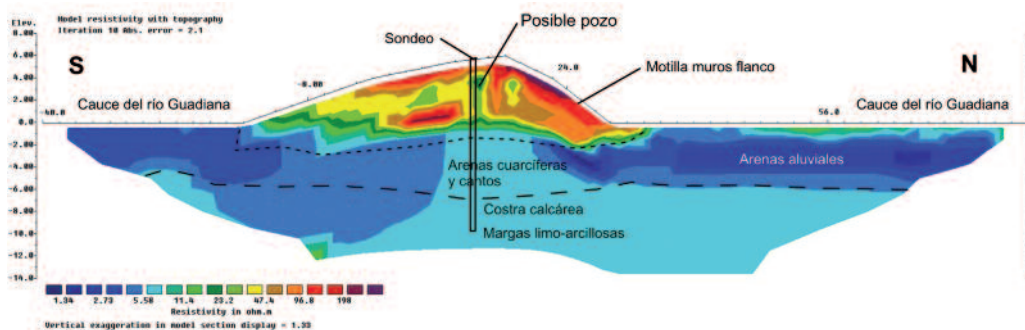 Model resistivity with topography
Elev.
Iteration 10 Abs. error = 2.1
8.00
Posible pozo
Sondeo
6.00
S
24.0
N
4.00
-8.00
Motilla muros flanco
2.00
Cauce del río Guadiana
Cauce del río Guadiana
-40.0
56.0
0.0
-2.00
Arenas aluviales
-4.00
Arenas cuarcíferas
y cantos
-6.00
Costra calcárea
-8.00
Margas limo-arcillosas
-10.0
-12.0
-14.0
1.34 2.73 5.58 11.4 23.2 47.4 96.8 198
Resistivity in ohm.m
Vertical exaggeration in model section display = 1.33